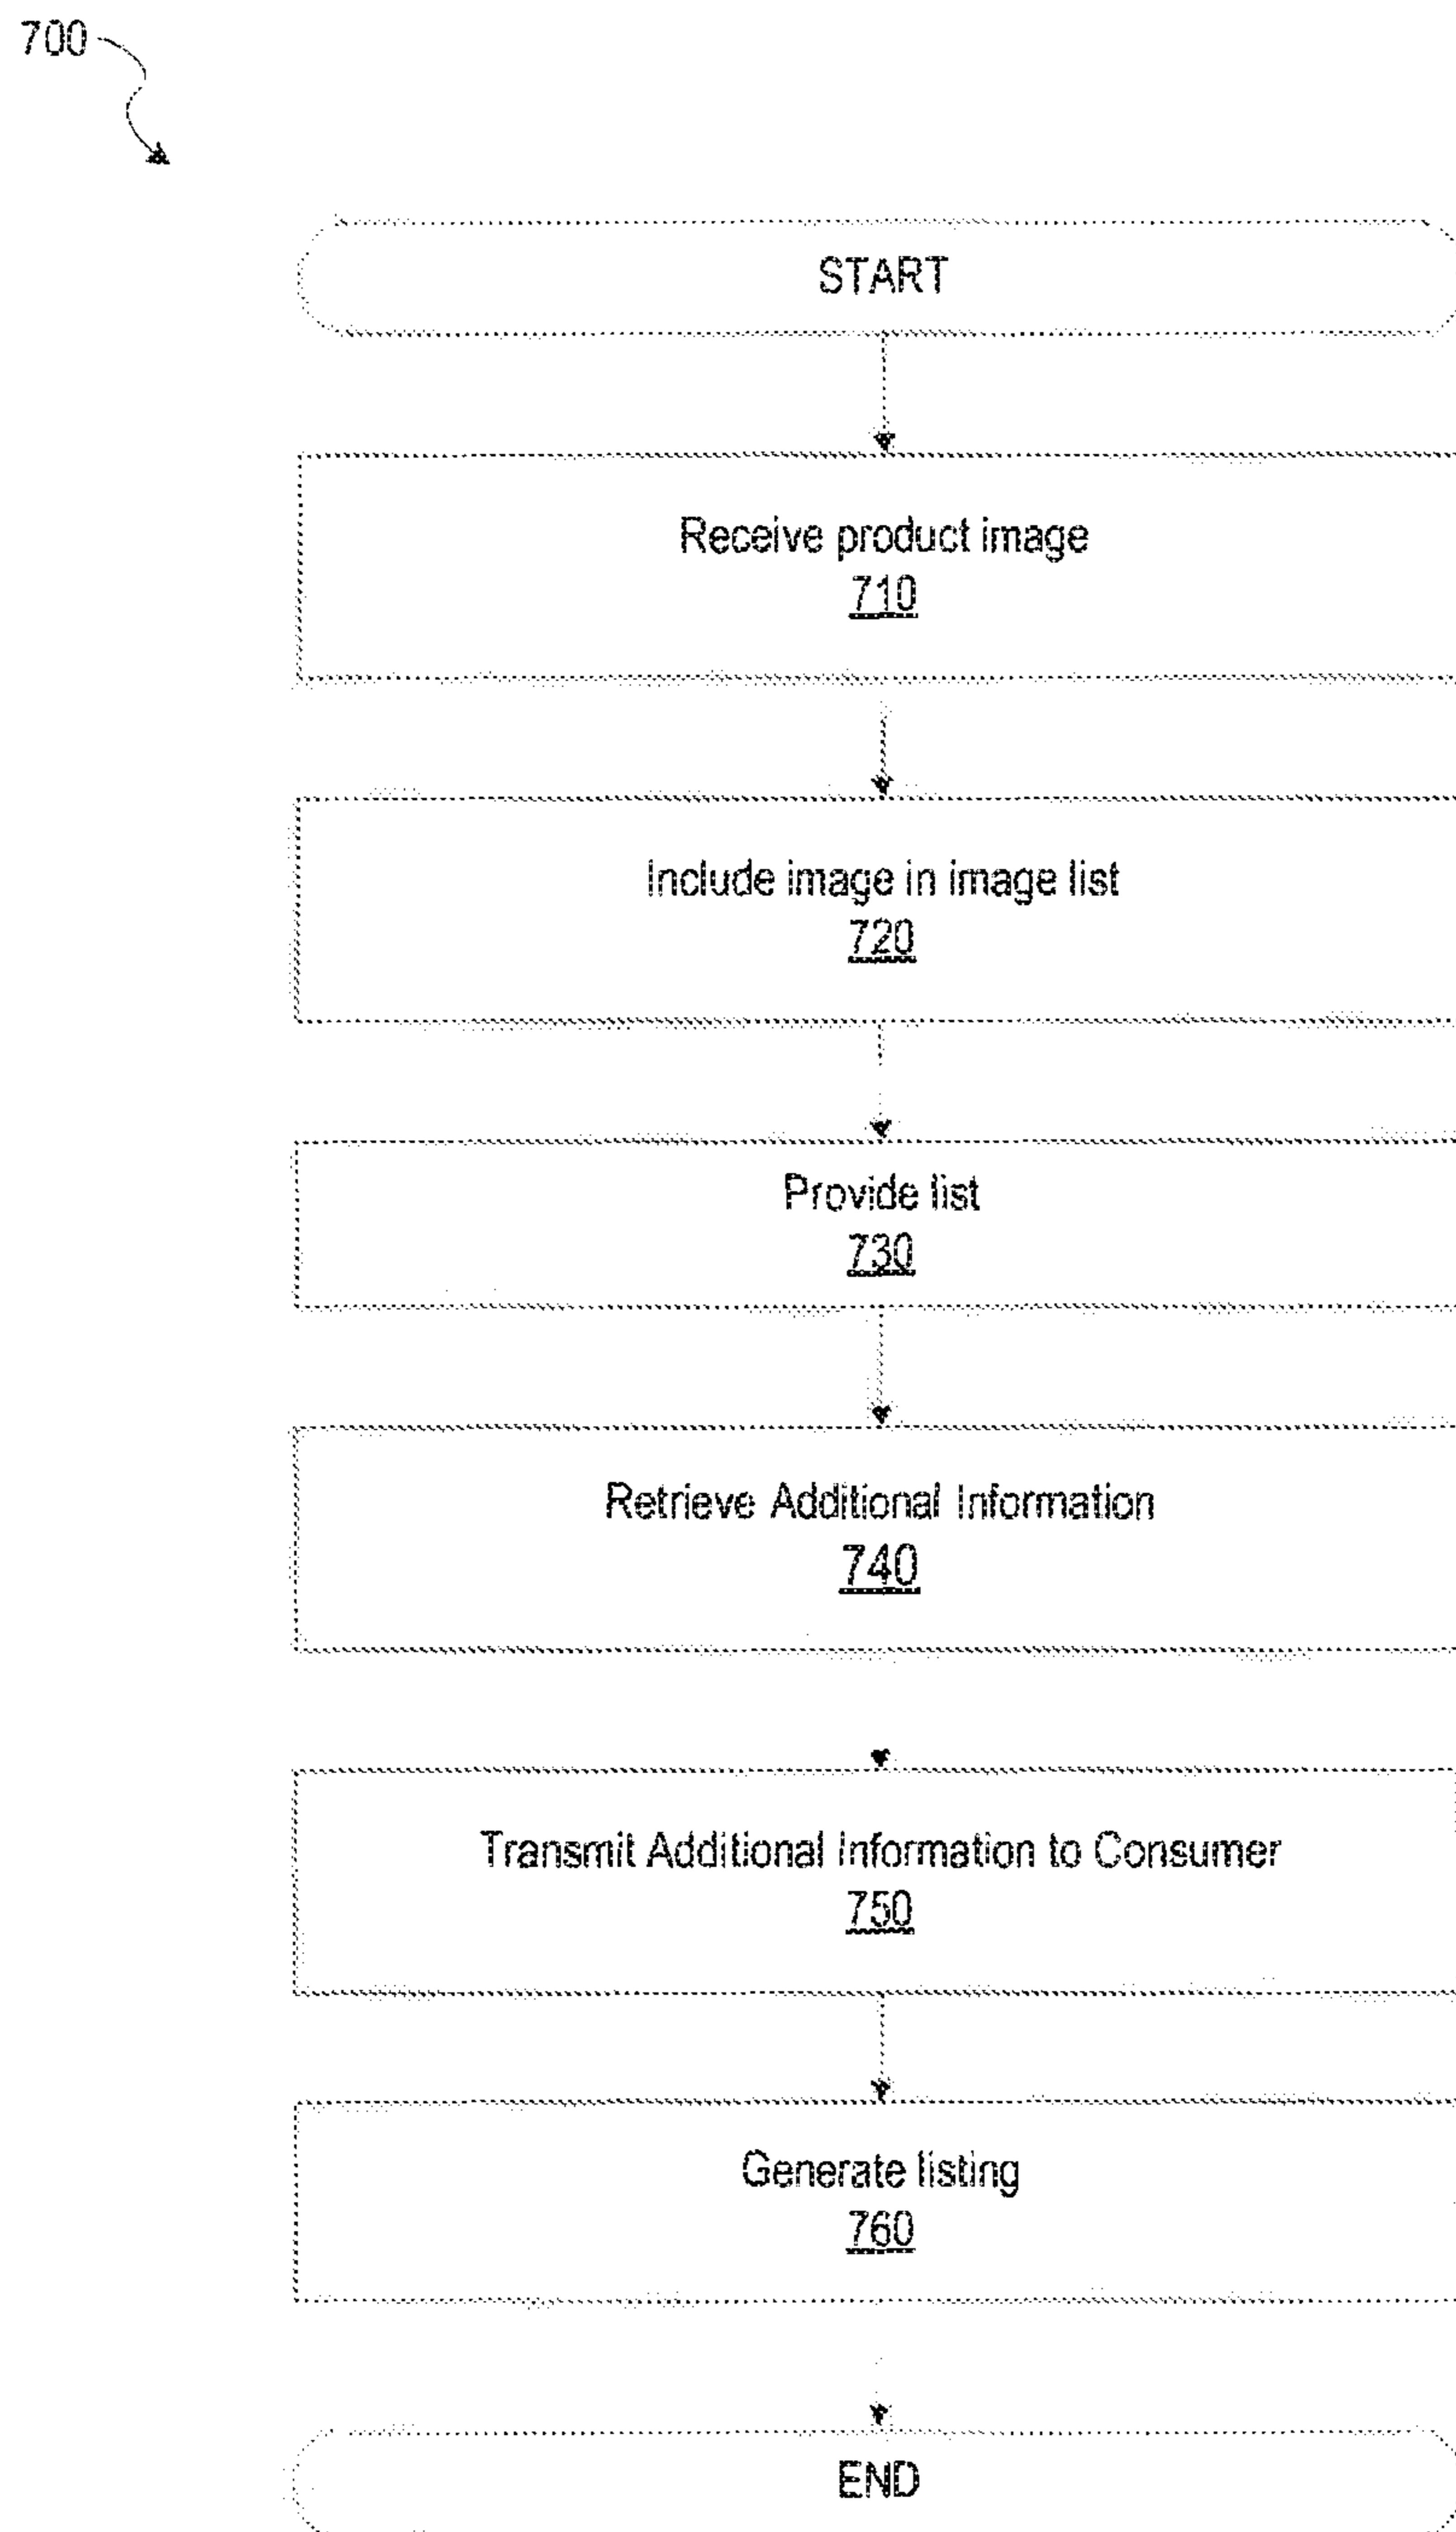 700
START
Receive product image
710
Include image in image list
720
Provide list
730
Retrieve Additional Information
740
Transmit Additional Information to Consumer
750
Generate listing
760
END